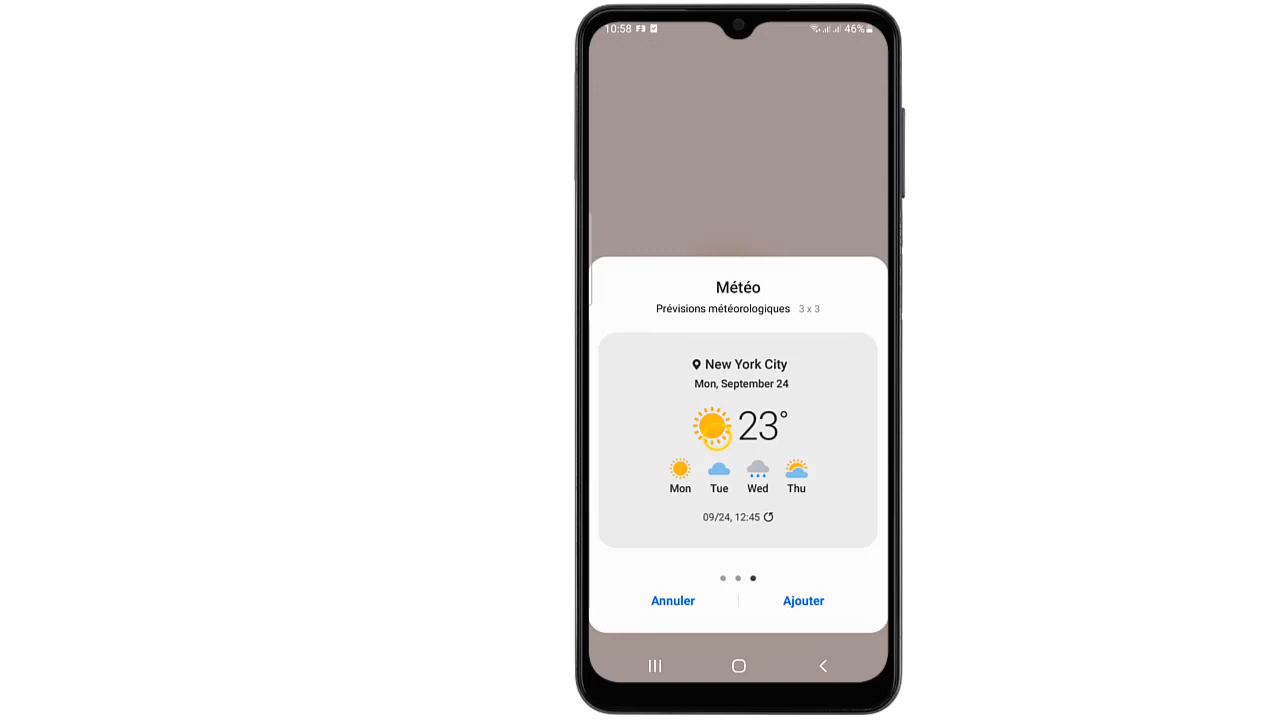 10:58 46%
Météo
Prévisions météorologiques 3 x 3
New York City
Mon, September 24
23°
Mon Tue Wed Thu
09/24, 12:45
Annuler Ajouter